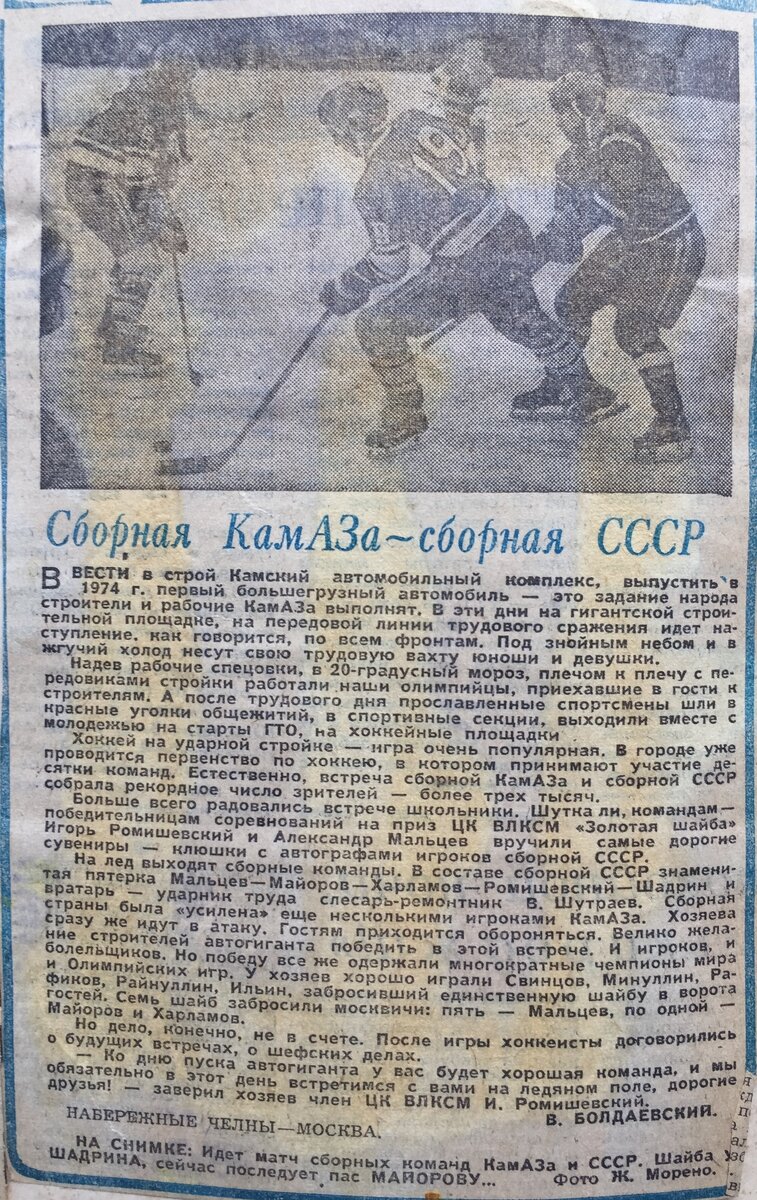 19
Сборная КамАЗа~сборная СССР
ВВЕСТИ в строй Камский автомобильный комплекс, выпустить в
1974 г. первый большегрузный автомобиль — это задание народа
строители и рабочие КамАЗа выполнят. В эти дни на гигантской строи-
тельной площадке, на передовой линии трудового сражения идет на-
ступление, как говорится, по всем фронтам. Под знойным небом и в
жгучий холод несут свою трудовую вахту юноши и девушки.
Надев рабочие спецовки, в 20-градусный мороз, плечом к плечу с пе-
редовиками стройки работали наши олимпийцы, приехавшие в гости к
строителям. А после трудового дня прославленные спортсмены шли в
красные уголки общежитий, в спортивные секции, выходили вместе с
молодежью на старты ГТО, на хоккейные площадки
Хоккей на ударной стройке — игра очень популярная. В городе уже
проводится первенство по хоккею, в котором принимают участие де-
сятки команд. Естественно, встреча сборной КамАЗа и сборной СССР
собрала рекордное число зрителей — более трех тысяч.
Больше всего радовались встрече школьники. Шутка ли, командам—
победительницам соревнований на приз ЦК ВЛКСМ «Золотая шайба»
Игорь Ромишевский и Александр Мальцев вручили самые дорогие
сувениры — клюшки с автографами игроков сборной СССР.
На лед выходят сборные команды. В составе сборной СССР знамени-
тая пятерка Мальцев—Майоров—Харламов—Ромишевский—Шадрин и
вратарь — ударник труда слесарь-ремонтник В. Шутраев. Сборная
страны была «усилена» еще несколькими игроками КамАЗа. Хозяева
сразу же идут в атаку. Гостям приходится обороняться. Велико жела-
ние строителей автогиганта победить в этой встрече. И игроков, и
болельщиков. Но победу все же одержали многократные чемпионы мира
и Олимпийских игр. У хозяев хорошо играли Свинцов, Минуллин, Ра-
фиков, Райнуллин, Ильин, забросивший единственную шайбу в ворота
гостей. Семь шайб забросили москвичи: пять — Мальцев, по одной —
Майоров и Харламов.
Но дело, конечно, не в счете. После игры хоккеисты договорились
о будущих встречах, о шефских делах.
— Ко дню пуска автогиганта у вас будет хорошая команда, и мы
обязательно в этот день встретимся с вами на ледяном поле, дорогие
друзья! — заверил хозяев член ЦК ВЛКСМ И. Ромишевский.
В. БОЛДАЕВСКИЙ.
НАБЕРЕЖНЫЕ ЧЕЛНЫ—МОСКВА.
НА СНИМКЕ: Идет матч сборных команд КамАЗа и СССР. Шайба у
ШАДРИНА, сейчас последует пас МАЙОРОВУ... Фото Ж. Морено.